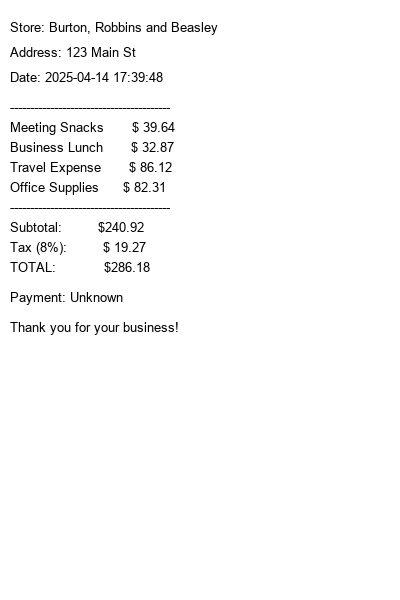 Store: Burton, Robbins and Beasley
Address: 123 Main St
Date: 2025-04-14 17:39:48
----------------------------------------
Meeting Snacks $ 39.64
Business Lunch $ 32.87
Travel Expense $ 86.12
Office Supplies $ 82.31
----------------------------------------
Subtotal: $240.92
Tax (8%): $ 19.27
TOTAL: $286.18
Payment: Unknown
Thank you for your business!